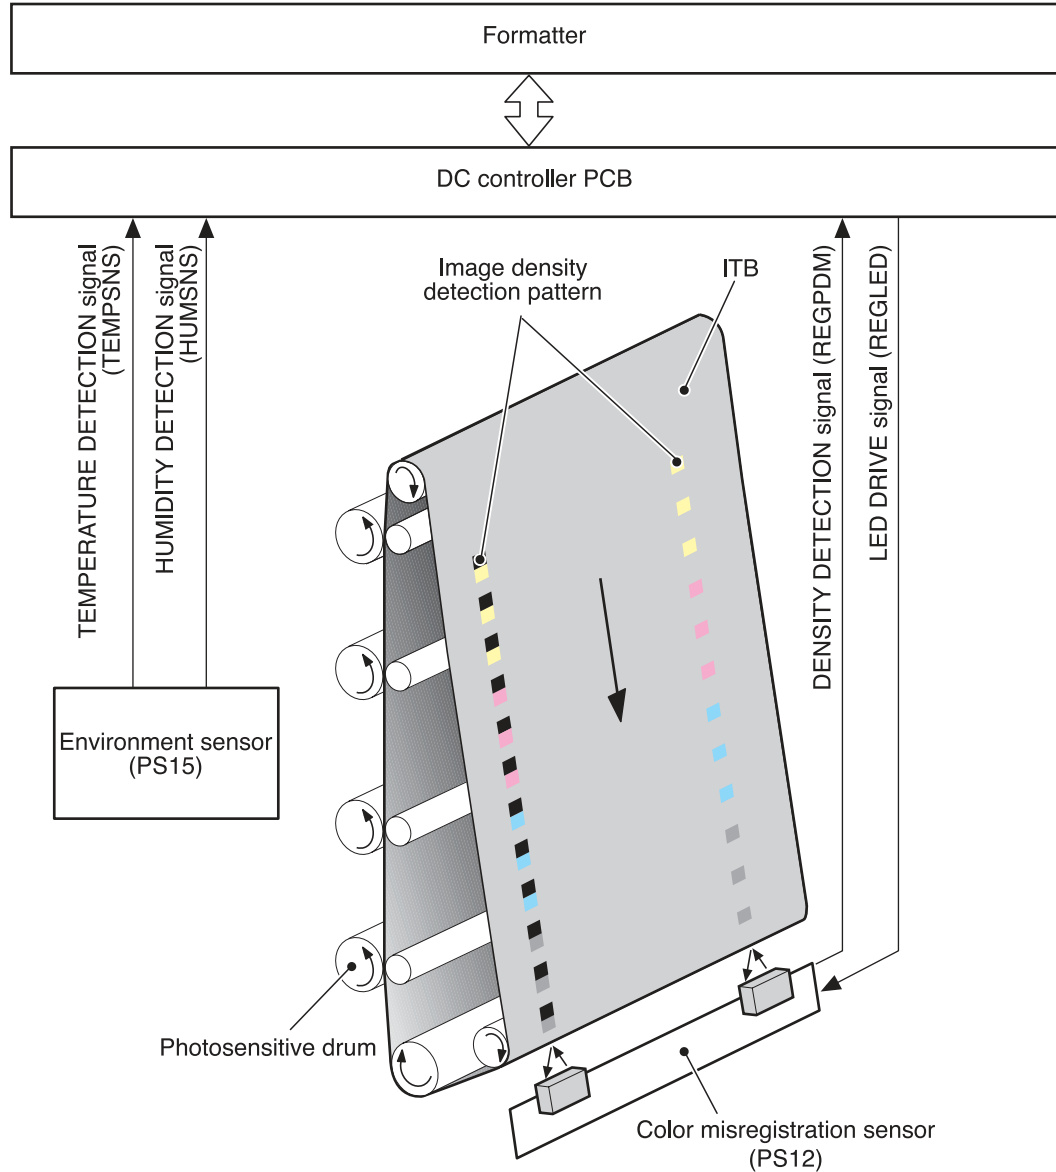 Formatter
DC controller PCB
TEMPERATURE DETECTION signal
(TEMPSNS)
HUMIDITY DETECTION signal
(HUMSNS)
Image density
detection pattern
ITB
DENSITY DETECTION signal (REGPDM)
LED DRIVE signal (REGLED)
Environment sensor
(PS15)
Photosensitive drum
Color misregistration sensor
(PS12)